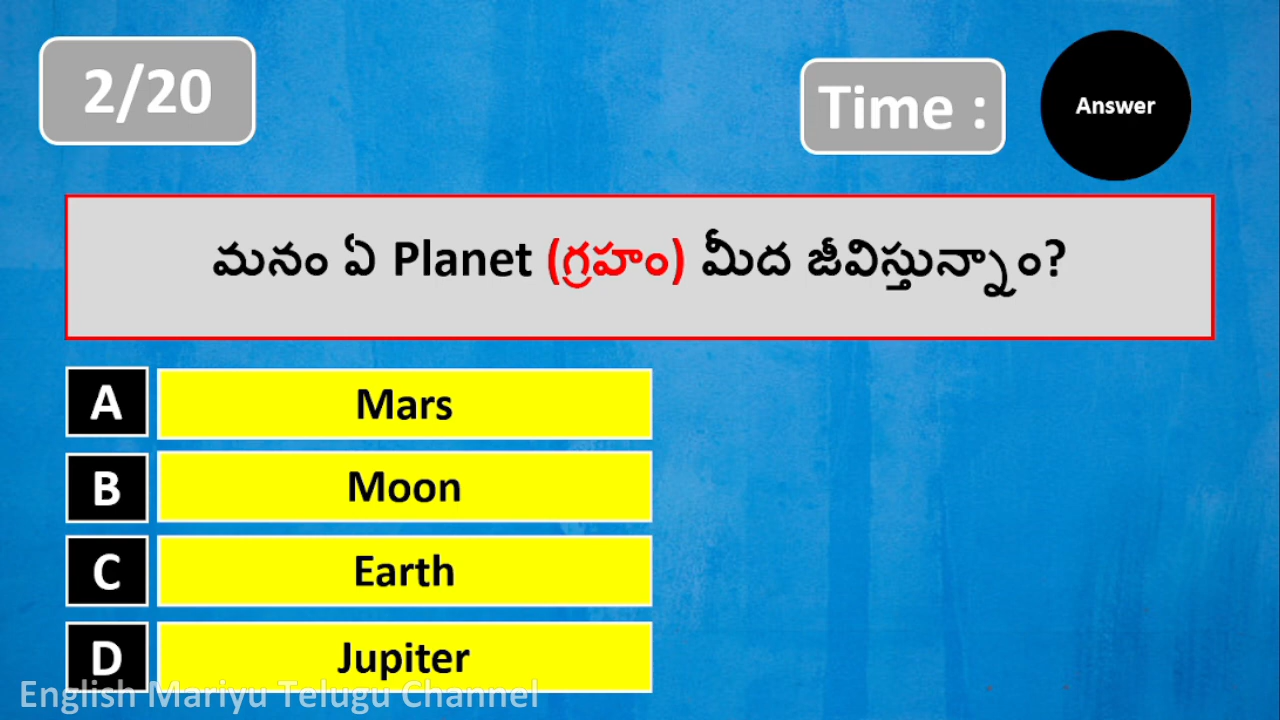 2/20
Time :
Answer
మనం ఏ Planet (గ్రహం) మీద జీవిస్తున్నాం?
A
Mars
B
Moon
C
Earth
D
Jupiter
English Mariyu Telugu Channel